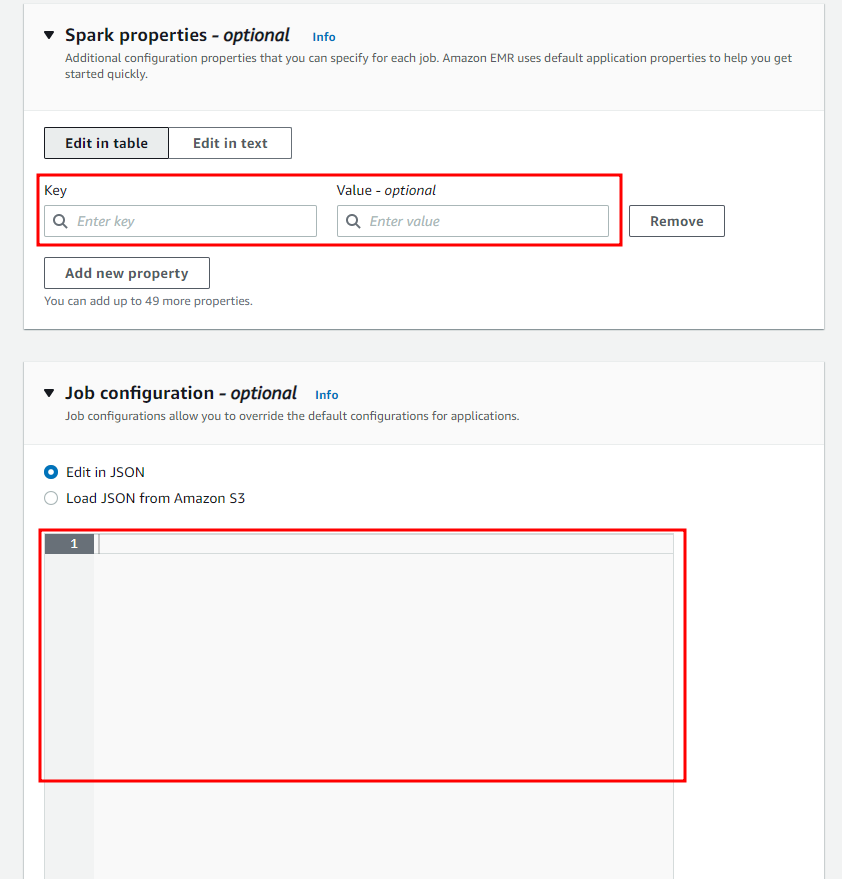 Spark properties - optional Info
Additional configuration properties that you can specify for each job. Amazon EMR uses default application properties to help you get
started quickly.
Edit in table Edit in text
Key Value - optional
Enter key Enter value Remove
Add new property
You can add up to 49 more properties.
Job configuration - optional Info
Job configurations allow you to override the default configurations for applications.
Edit in JSON
Load JSON from Amazon S3
1